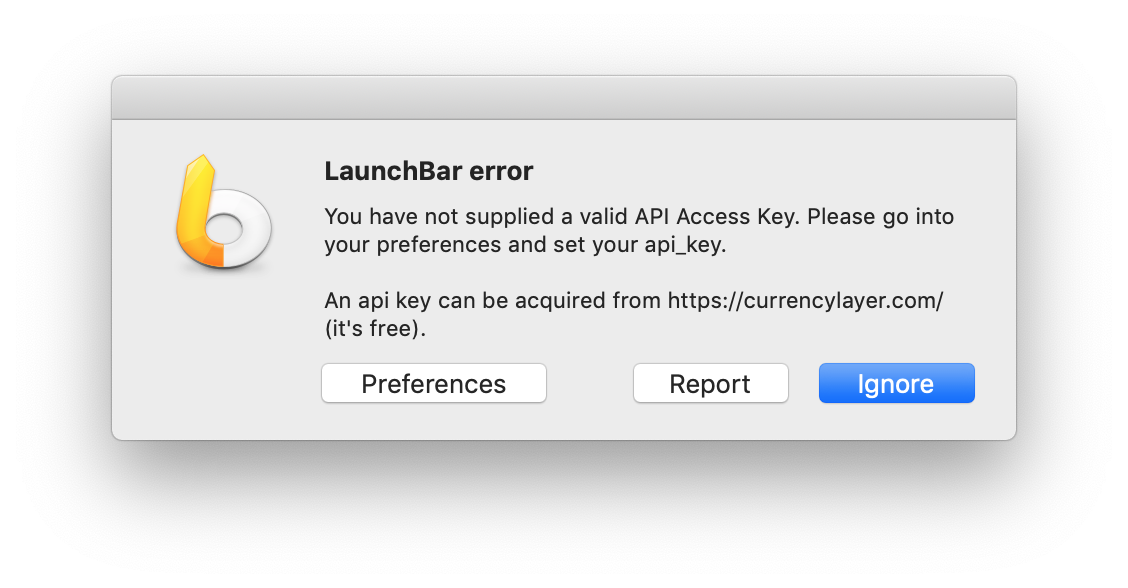 LaunchBar error
You have not supplied a valid API Access Key. Please go into
your preferences and set your api_key.
An api key can be acquired from https://currencylayer.com/
(it's free).
Preferences
Report
Ignore